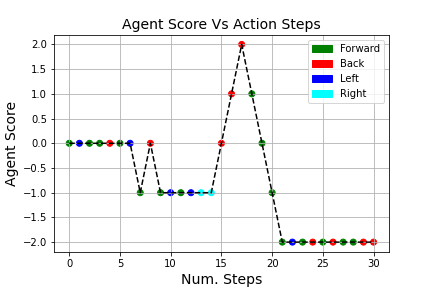 Agent Score Vs Action Steps
2.0
1.5
1.0
0.5
0.0
−0.5
−1.0
−1.5
−2.0
Agent Score
Forward
Back
Left
Right
0 5 10 15 20 25 30
Num. Steps